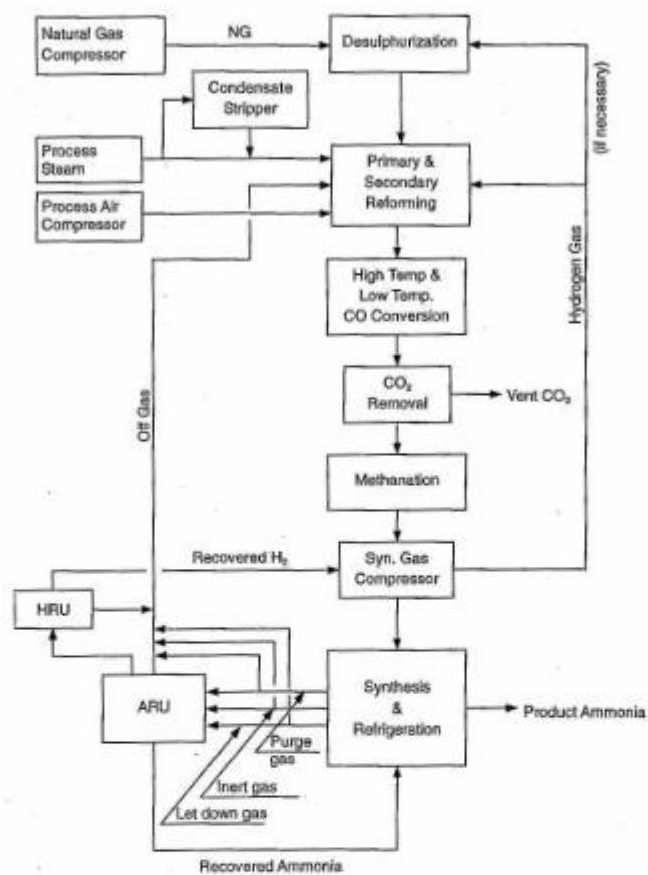 Natural Gas
Compressor
NG
Desulphurization
Condensate
Stripper
(if necessary)
Process
Steam
Primary &
Secondary
Reforming
Process Air
Compressor
Hydrogen Gas
High Temp &
Low Temp.
CO Conversion
CO₂
Removal
Vent CO₂
Off Gas
Methanation
Recovered H₂
Syn. Gas
Compressor
HRU
ARU
Synthesis
&
Refrigeration
Product Ammonia
Purge
gas
Inert gas
Let down gas
Recovered Ammonia